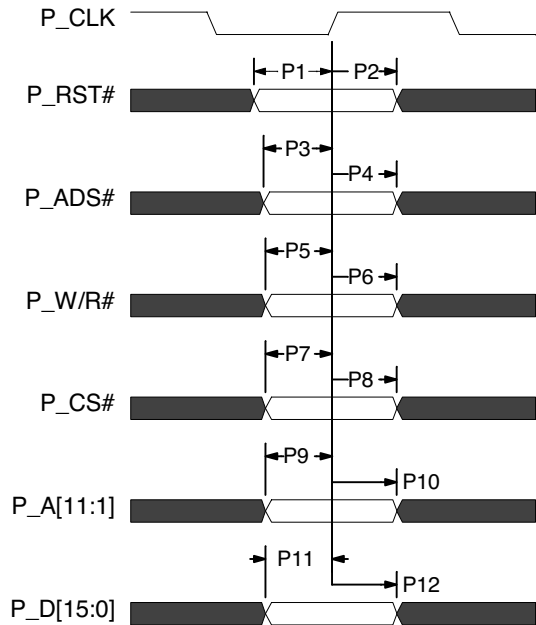 P_CLK
P1 P2
P_RST#
P3
P4
P_ADS#
P5
P6
P_W/R#
P7
P8
P_CS#
P9
P10
P_A[11:1]
P11
P12
P_D[15:0]